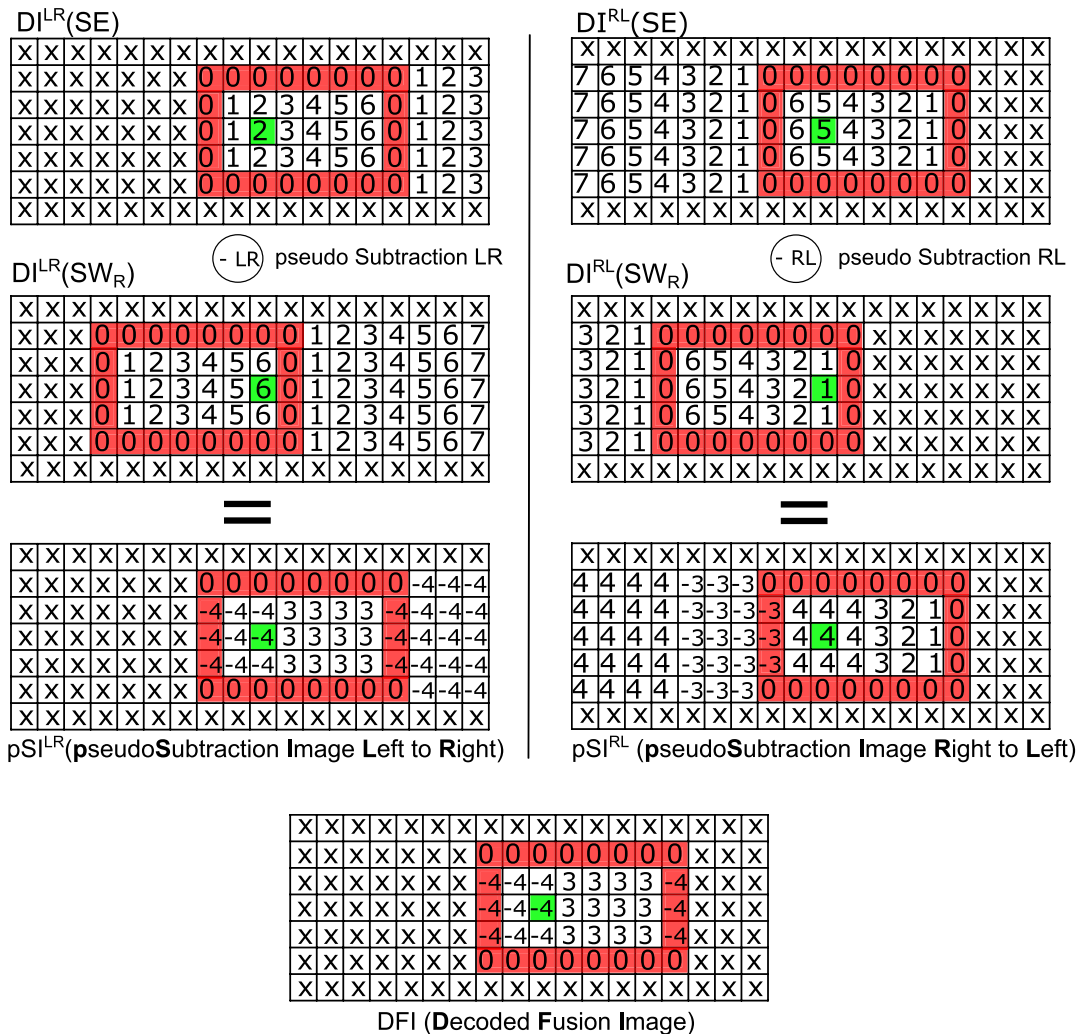 DI^LR(SE)
x x x x x x x x x x x x x x x x x x
x x x x x x x 0 0 0 0 0 0 0 0 1 2 3
x x x x x x x 0 1 2 3 4 5 6 0 1 2 3
x x x x x x x 0 1 2 3 4 5 6 0 1 2 3
x x x x x x x 0 1 2 3 4 5 6 0 1 2 3
x x x x x x x 0 0 0 0 0 0 0 0 1 2 3
x x x x x x x x x x x x x x x x x x
- LR pseudo Subtraction LR
DI^LR(SW_R)
x x x x x x x x x x x x x x x x x x
x x x 0 0 0 0 0 0 0 0 1 2 3 4 5 6 7
x x x 0 1 2 3 4 5 6 0 1 2 3 4 5 6 7
x x x 0 1 2 3 4 5 6 0 1 2 3 4 5 6 7
x x x 0 1 2 3 4 5 6 0 1 2 3 4 5 6 7
x x x 0 0 0 0 0 0 0 0 1 2 3 4 5 6 7
x x x x x x x x x x x x x x x x x x
=
x x x x x x x x x x x x x x x x x x
x x x x x x x 0 0 0 0 0 0 0 0 -4 -4 -4
x x x x x x x -4 -4 -4 3 3 3 3 -4 -4 -4 -4
x x x x x x x -4 -4 -4 3 3 3 3 -4 -4 -4 -4
x x x x x x x -4 -4 -4 3 3 3 3 -4 -4 -4 -4
x x x x x x x 0 0 0 0 0 0 0 0 -4 -4 -4
x x x x x x x x x x x x x x x x x x
pSI^LR(pseudoSubtraction Image Left to Right)
DI^RL(SE)
x x x x x x x x x x x x x x x x x x
7 6 5 4 3 2 1 0 0 0 0 0 0 0 0 x x x
7 6 5 4 3 2 1 0 6 5 4 3 2 1 0 x x x
7 6 5 4 3 2 1 0 6 5 4 3 2 1 0 x x x
7 6 5 4 3 2 1 0 6 5 4 3 2 1 0 x x x
7 6 5 4 3 2 1 0 0 0 0 0 0 0 0 x x x
x x x x x x x x x x x x x x x x x x
- RL pseudo Subtraction RL
DI^RL(SW_R)
x x x x x x x x x x x x x x x x x x
3 2 1 0 0 0 0 0 0 0 0 x x x x x x x
3 2 1 0 6 5 4 3 2 1 0 x x x x x x x
3 2 1 0 6 5 4 3 2 1 0 x x x x x x x
3 2 1 0 6 5 4 3 2 1 0 x x x x x x x
3 2 1 0 0 0 0 0 0 0 0 x x x x x x x
x x x x x x x x x x x x x x x x x x
=
x x x x x x x x x x x x x x x x x x
4 4 4 4 -3 -3 -3 0 0 0 0 0 0 0 0 x x x
4 4 4 4 -3 -3 -3 -3 4 4 4 3 2 1 0 x x x
4 4 4 4 -3 -3 -3 -3 4 4 4 3 2 1 0 x x x
4 4 4 4 -3 -3 -3 -3 4 4 4 3 2 1 0 x x x
4 4 4 4 -3 -3 -3 0 0 0 0 0 0 0 0 x x x
x x x x x x x x x x x x x x x x x x
pSI^RL (pseudoSubtraction Image Right to Left)
x x x x x x x x x x x x x x x x x x
x x x x x x x 0 0 0 0 0 0 0 0 x x x
x x x x x x x -4 -4 -4 3 3 3 3 -4 x x x
x x x x x x x -4 -4 -4 3 3 3 3 -4 x x x
x x x x x x x -4 -4 -4 3 3 3 3 -4 x x x
x x x x x x x 0 0 0 0 0 0 0 0 x x x
x x x x x x x x x x x x x x x x x x
DFI (Decoded Fusion Image)